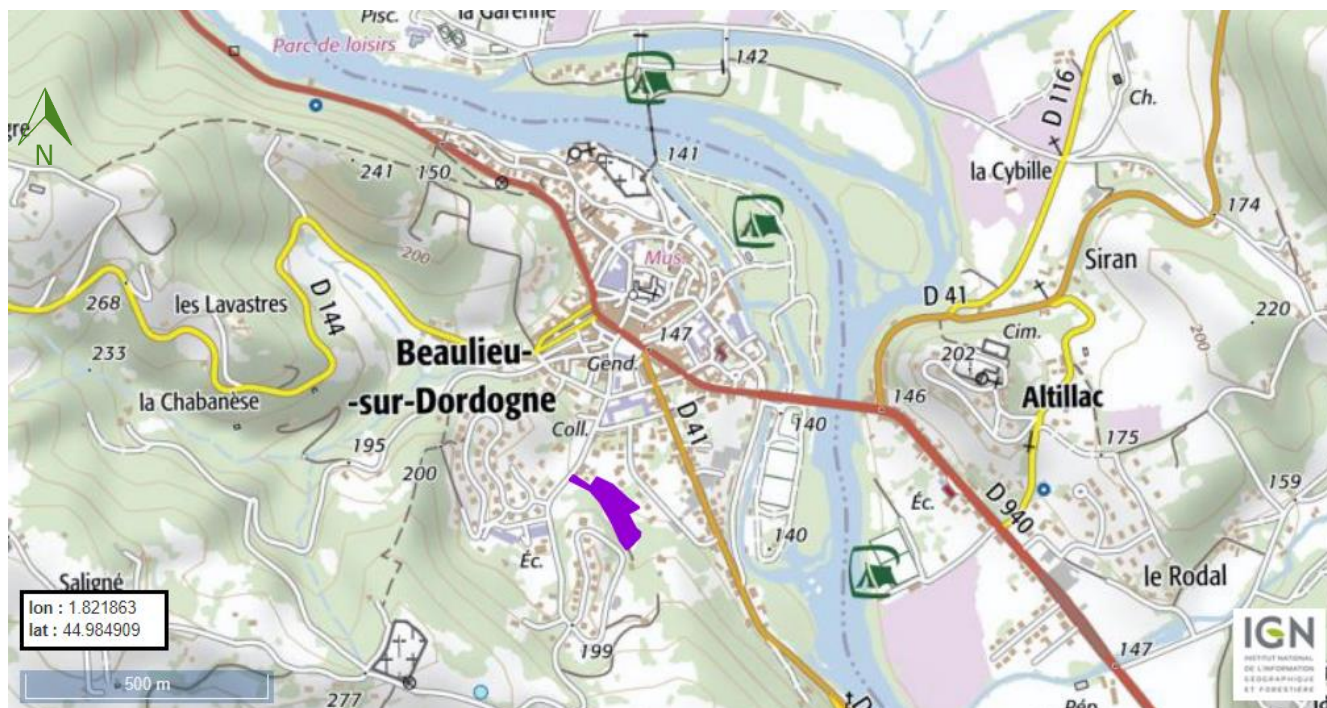 Pisc.
la Garenne
Parc de loisirs
142
D 116
Ch.
N
241
150
141
la Cybille
174
Siran
200
Mus.
268
les Lavastres
D 144
D 41
220
Cim.
200
233
Beaulieu-
-sur-Dordogne
147
Gend.
202
Altillac
la Chabanèse
146
D 41
Coll.
140
175
195
200
159
Éc.
D 940
Éc.
140
le Rodal
Saligné
lon : 1.821863
lat : 44.984909
199
147
IGN
INSTITUT NATIONAL
DE L'INFORMATION
GÉOGRAPHIQUE
ET FORESTIÈRE
500 m
277
Pép.